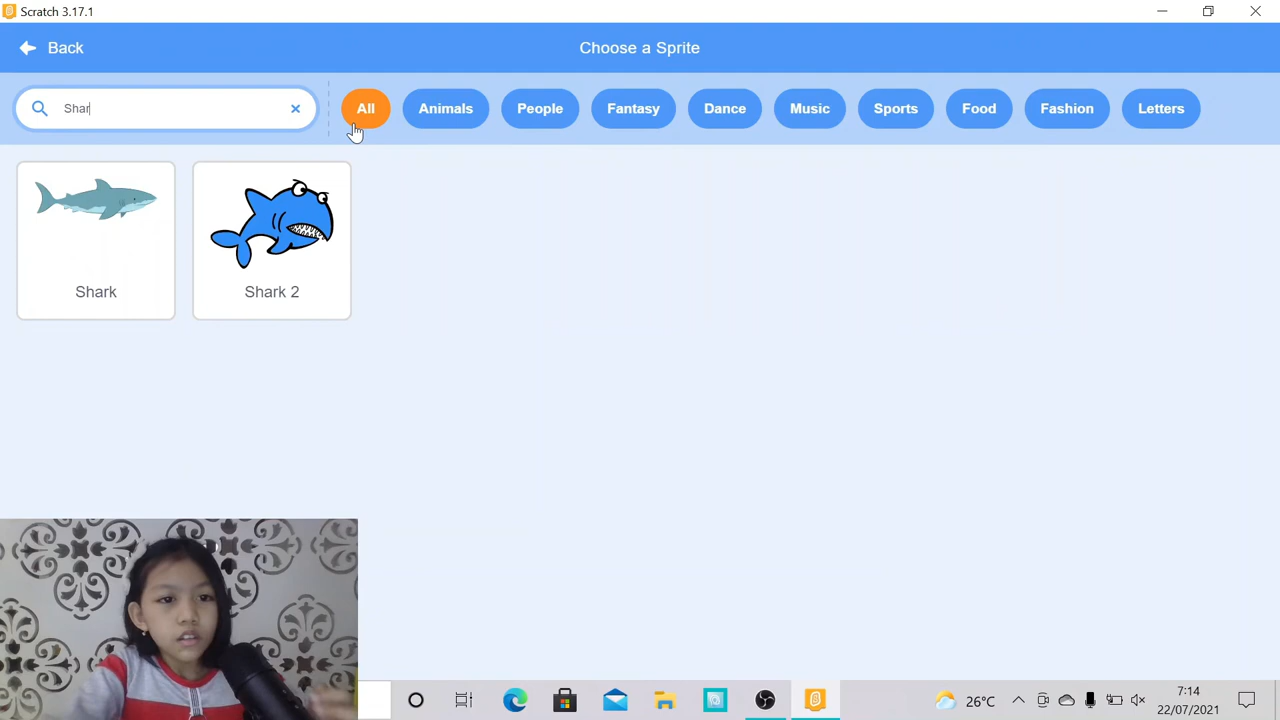 Scratch 3.17.1
Back
Choose a Sprite
Shar
All
Animals
People
Fantasy
Dance
Music
Sports
Food
Fashion
Letters
Shark
Shark 2
26°C
7:14
22/07/2021